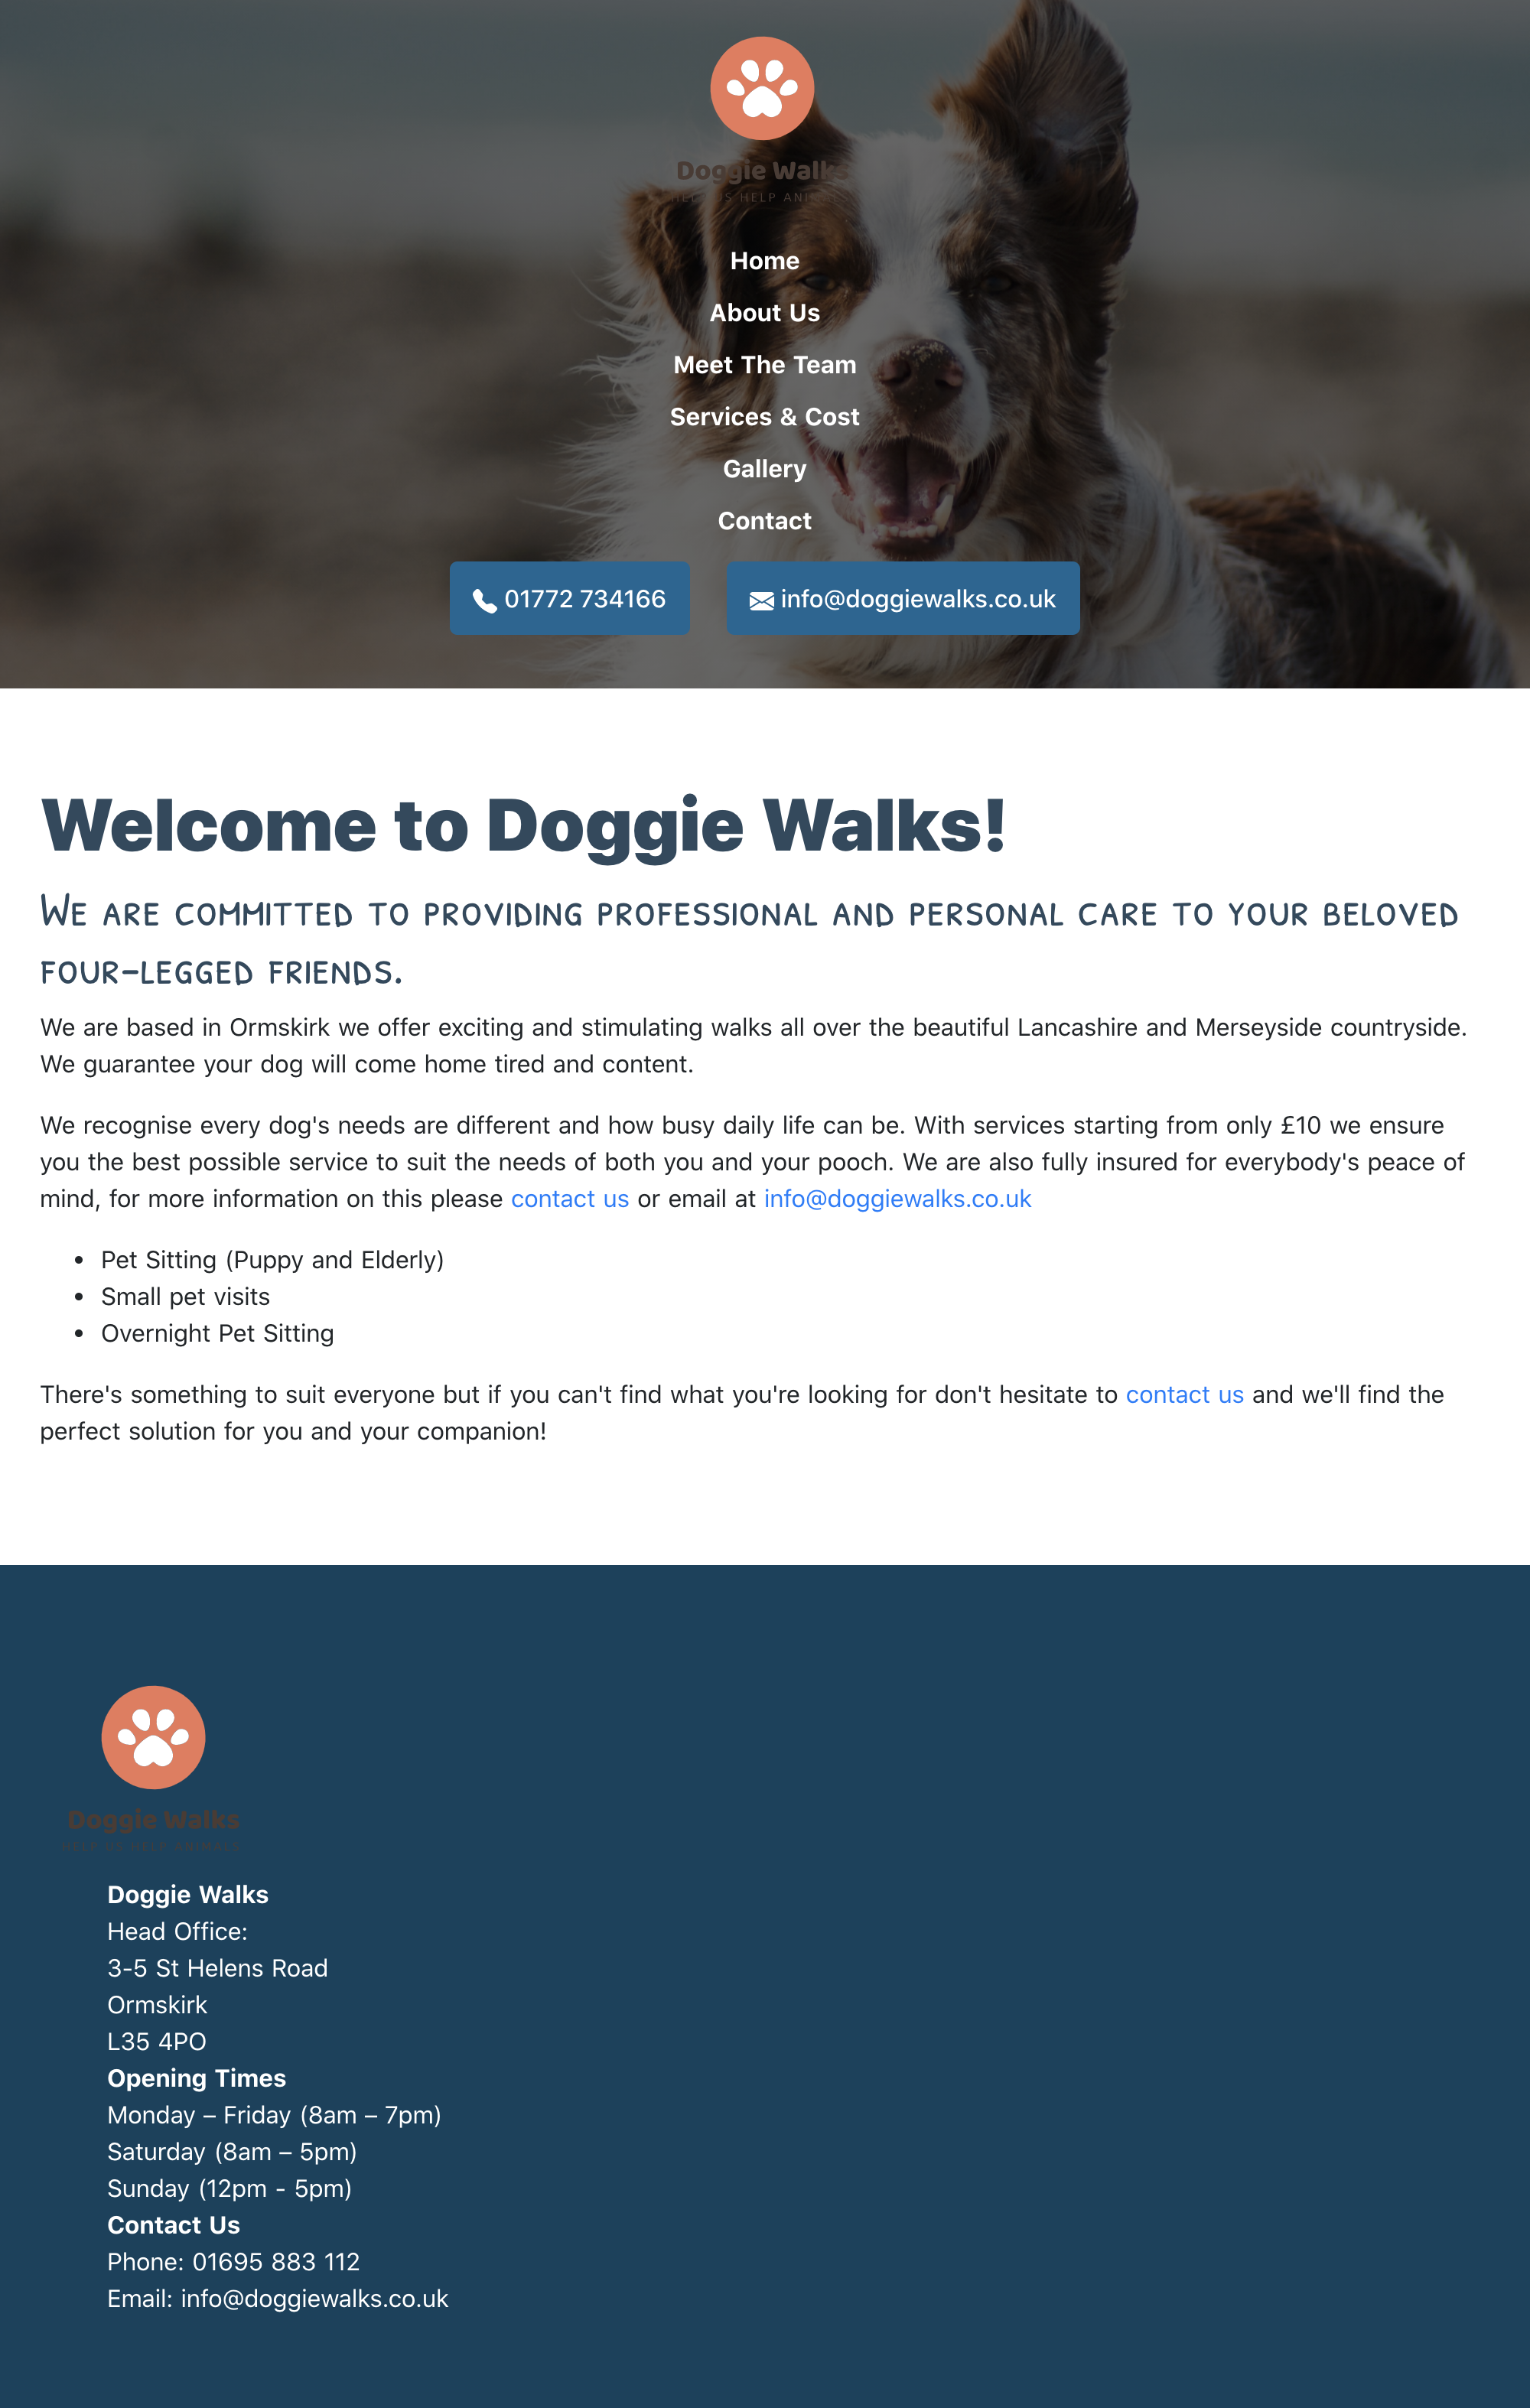 Doggie Walks
HELP US HELP ANIMALS
Home
About Us
Meet The Team
Services & Cost
Gallery
Contact
01772 734166
info@doggiewalks.co.uk
Welcome to Doggie Walks!
We are committed to providing professional and personal care to your beloved
four-legged friends.
We are based in Ormskirk we offer exciting and stimulating walks all over the beautiful Lancashire and Merseyside countryside.
We guarantee your dog will come home tired and content.
We recognise every dog's needs are different and how busy daily life can be. With services starting from only £10 we ensure
you the best possible service to suit the needs of both you and your pooch. We are also fully insured for everybody's peace of
mind, for more information on this please contact us or email at info@doggiewalks.co.uk
• Pet Sitting (Puppy and Elderly)
• Small pet visits
• Overnight Pet Sitting
There's something to suit everyone but if you can't find what you're looking for don't hesitate to contact us and we'll find the
perfect solution for you and your companion!
Doggie Walks
HELP US HELP ANIMALS
Doggie Walks
Head Office:
3-5 St Helens Road
Ormskirk
L35 4PO
Opening Times
Monday – Friday (8am – 7pm)
Saturday (8am – 5pm)
Sunday (12pm - 5pm)
Contact Us
Phone: 01695 883 112
Email: info@doggiewalks.co.uk